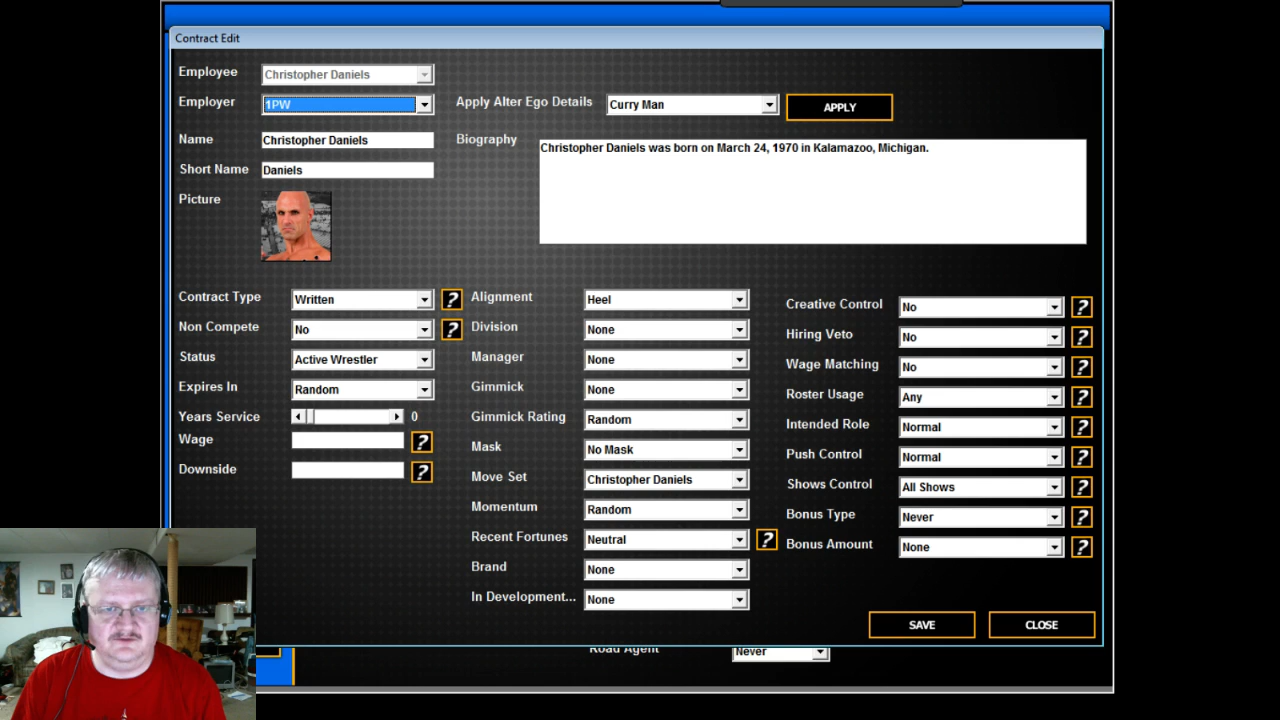 Contract Edit
Employee Christopher Daniels
Employer 1PW Apply Alter Ego Details Curry Man APPLY
Name Christopher Daniels Biography Christopher Daniels was born on March 24, 1970 in Kalamazoo, Michigan.
Short Name Daniels
Picture
Contract Type Written ? Alignment Heel Creative Control No ?
Non Compete No ? Division None Hiring Veto No ?
Status Active Wrestler Manager None Wage Matching No ?
Expires In Random Gimmick None Roster Usage Any ?
Years Service 0 Gimmick Rating Random Intended Role Normal ?
Wage ? Mask No Mask Push Control Normal ?
Downside ? Move Set Christopher Daniels Shows Control All Shows ?
Momentum Random Bonus Type Never ?
Recent Fortunes Neutral ? Bonus Amount None ?
Brand None
In Development... None
SAVE CLOSE
Road Agent Never